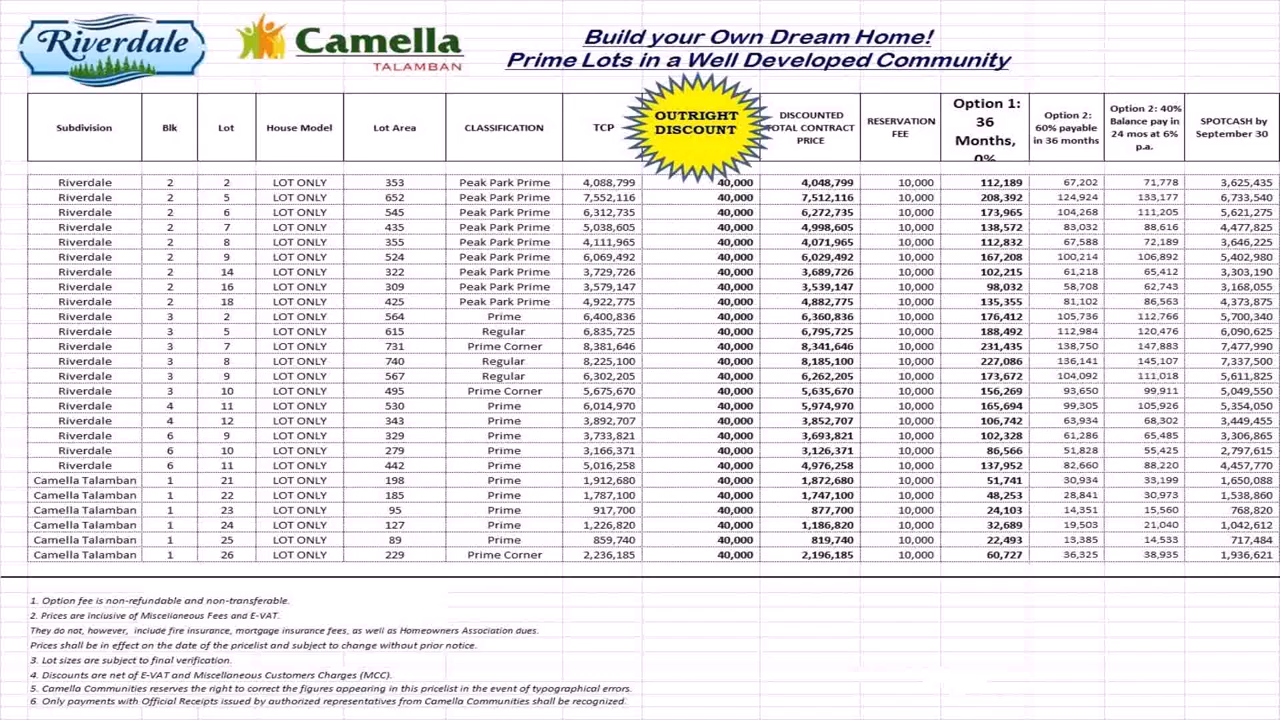 Riverdale
Camella
TALAMBAN
Build your Own Dream Home!
Prime Lots in a Well Developed Community
Subdivision Blk Lot House Model Lot Area CLASSIFICATION TCP OUTRIGHT DISCOUNT DISCOUNTED TOTAL CONTRACT PRICE RESERVATION FEE Option 1: 36 Months, 0% Option 2: 60% payable in 36 months Option 2: 40% Balance pay in 24 mos at 6% p.a. SPOTCASH by September 30
Riverdale 2 2 LOT ONLY 353 Peak Park Prime 4,088,799 40,000 4,048,799 10,000 112,189 67,202 71,778 3,625,435
Riverdale 2 5 LOT ONLY 652 Peak Park Prime 7,552,116 40,000 7,512,116 10,000 208,392 124,924 133,177 6,733,540
Riverdale 2 6 LOT ONLY 545 Peak Park Prime 6,312,735 40,000 6,272,735 10,000 173,965 104,268 111,205 5,621,275
Riverdale 2 7 LOT ONLY 435 Peak Park Prime 5,038,605 40,000 4,998,605 10,000 138,572 83,032 88,616 4,477,825
Riverdale 2 8 LOT ONLY 355 Peak Park Prime 4,111,965 40,000 4,071,965 10,000 112,832 67,588 72,189 3,646,225
Riverdale 2 9 LOT ONLY 524 Peak Park Prime 6,069,492 40,000 6,029,492 10,000 167,208 100,214 106,892 5,402,980
Riverdale 2 14 LOT ONLY 322 Peak Park Prime 3,729,726 40,000 3,689,726 10,000 102,215 61,218 65,412 3,303,190
Riverdale 2 16 LOT ONLY 309 Peak Park Prime 3,579,147 40,000 3,539,147 10,000 98,032 58,708 62,743 3,168,055
Riverdale 2 18 LOT ONLY 425 Peak Park Prime 4,922,775 40,000 4,882,775 10,000 135,355 81,102 86,563 4,373,875
Riverdale 3 2 LOT ONLY 564 Prime 6,400,836 40,000 6,360,836 10,000 176,412 105,736 112,766 5,700,340
Riverdale 3 5 LOT ONLY 615 Regular 6,835,725 40,000 6,795,725 10,000 188,492 112,984 120,476 6,090,625
Riverdale 3 7 LOT ONLY 731 Prime Corner 8,381,646 40,000 8,341,646 10,000 231,435 138,750 147,883 7,477,990
Riverdale 3 8 LOT ONLY 740 Regular 8,225,100 40,000 8,185,100 10,000 227,086 136,141 145,107 7,337,500
Riverdale 3 9 LOT ONLY 567 Regular 6,302,205 40,000 6,262,205 10,000 173,672 104,092 111,018 5,611,825
Riverdale 3 10 LOT ONLY 495 Prime Corner 5,675,670 40,000 5,635,670 10,000 156,269 93,650 99,911 5,049,550
Riverdale 4 11 LOT ONLY 530 Prime 6,014,970 40,000 5,974,970 10,000 165,694 99,305 105,926 5,354,050
Riverdale 4 12 LOT ONLY 343 Prime 3,892,707 40,000 3,852,707 10,000 106,742 63,934 68,302 3,449,455
Riverdale 6 9 LOT ONLY 329 Prime 3,733,821 40,000 3,693,821 10,000 102,328 61,286 65,485 3,306,865
Riverdale 6 10 LOT ONLY 279 Prime 3,166,371 40,000 3,126,371 10,000 86,566 51,828 55,425 2,797,615
Riverdale 6 11 LOT ONLY 442 Prime 5,016,258 40,000 4,976,258 10,000 137,952 82,660 88,220 4,457,770
Camella Talamban 1 21 LOT ONLY 198 Prime 1,912,680 40,000 1,872,680 10,000 51,741 30,934 33,199 1,650,088
Camella Talamban 1 22 LOT ONLY 185 Prime 1,787,100 40,000 1,747,100 10,000 48,253 28,841 30,973 1,538,860
Camella Talamban 1 23 LOT ONLY 95 Prime 917,700 40,000 877,700 10,000 24,103 14,351 15,560 768,820
Camella Talamban 1 24 LOT ONLY 127 Prime 1,226,820 40,000 1,186,820 10,000 32,689 19,503 21,040 1,042,612
Camella Talamban 1 25 LOT ONLY 89 Prime 859,740 40,000 819,740 10,000 22,493 13,385 14,533 717,484
Camella Talamban 1 26 LOT ONLY 229 Prime Corner 2,236,185 40,000 2,196,185 10,000 60,727 36,325 38,935 1,936,621
1. Option fee is non-refundable and non-transferable.
2. Prices are inclusive of Miscellaneous Fees and E-VAT.
They do not, however, include fire insurance, mortgage insurance fees, as well as Homeowners Association dues.
Prices shall be in effect on the date of the pricelist and subject to change without prior notice.
3. Lot sizes are subject to final verification.
4. Discounts are net of E-VAT and Miscellaneous Customers Charges (MCC).
5. Camella Communities reserves the right to correct the figures appearing in this pricelist in the event of typographical errors.
6. Only payments with Official Receipts issued by authorized representatives from Camella Communities shall be recognized.